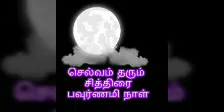 செல்வம் தரும்
சித்திரை
பவுர்ணமி நாள்